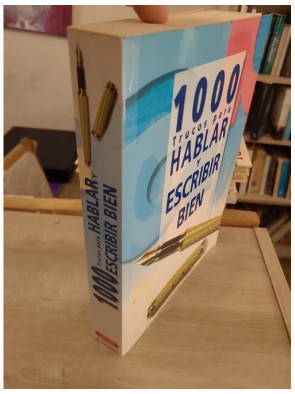 1000
Trucos para
HABLAR
Y
ESCRIBIR
BIEN
1000 Trucos para HABLAR Y
ESCRIBIR BIEN